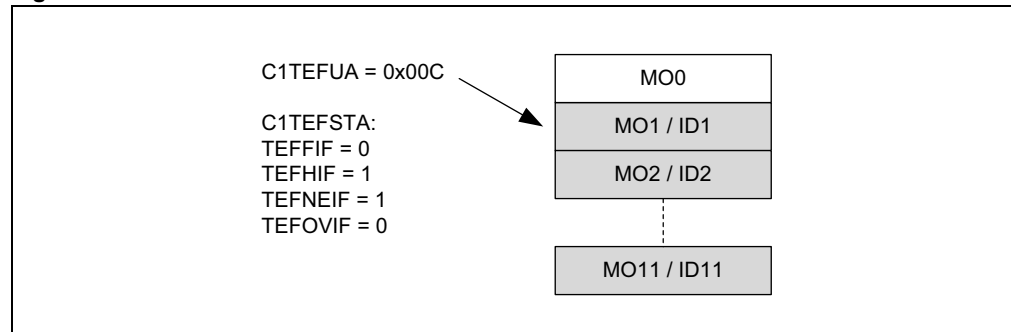 C1TEFUA = 0x00C
C1TEFSTA:
TEFFIF = 0
TEFHIF = 1
TEFNEIF = 1
TEFOVIF = 0
MO0
MO1 / ID1
MO2 / ID2
MO11 / ID11